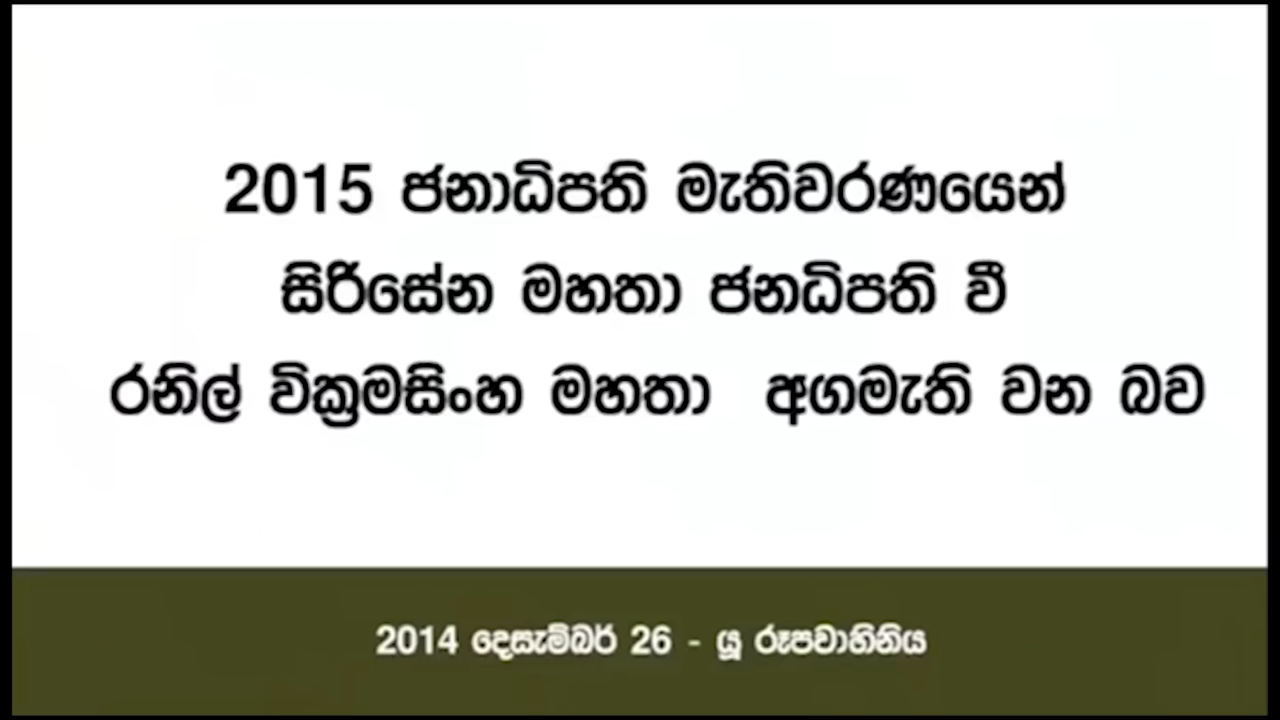 2015 ජනාධිපති මැතිවරණයෙන්
සිරිසේන මහතා ජනධිපති වී
රනිල් වික්‍රමසිංහ මහතා අගමැති වන බව
2014 දෙසැම්බර් 26 - යූ රූපවාහිනිය